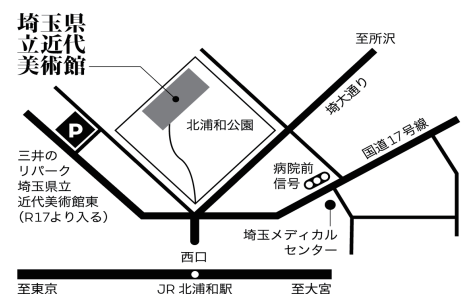 埼玉県
立近代
美術館
至所沢
埼大通り
P
北浦和公園
国道17号線
三井の
リパーク
埼玉県立
近代美術館東
（R17より入る）
病院前
信号
埼玉メディカル
センター
西口
至東京
JR 北浦和駅
至大宮